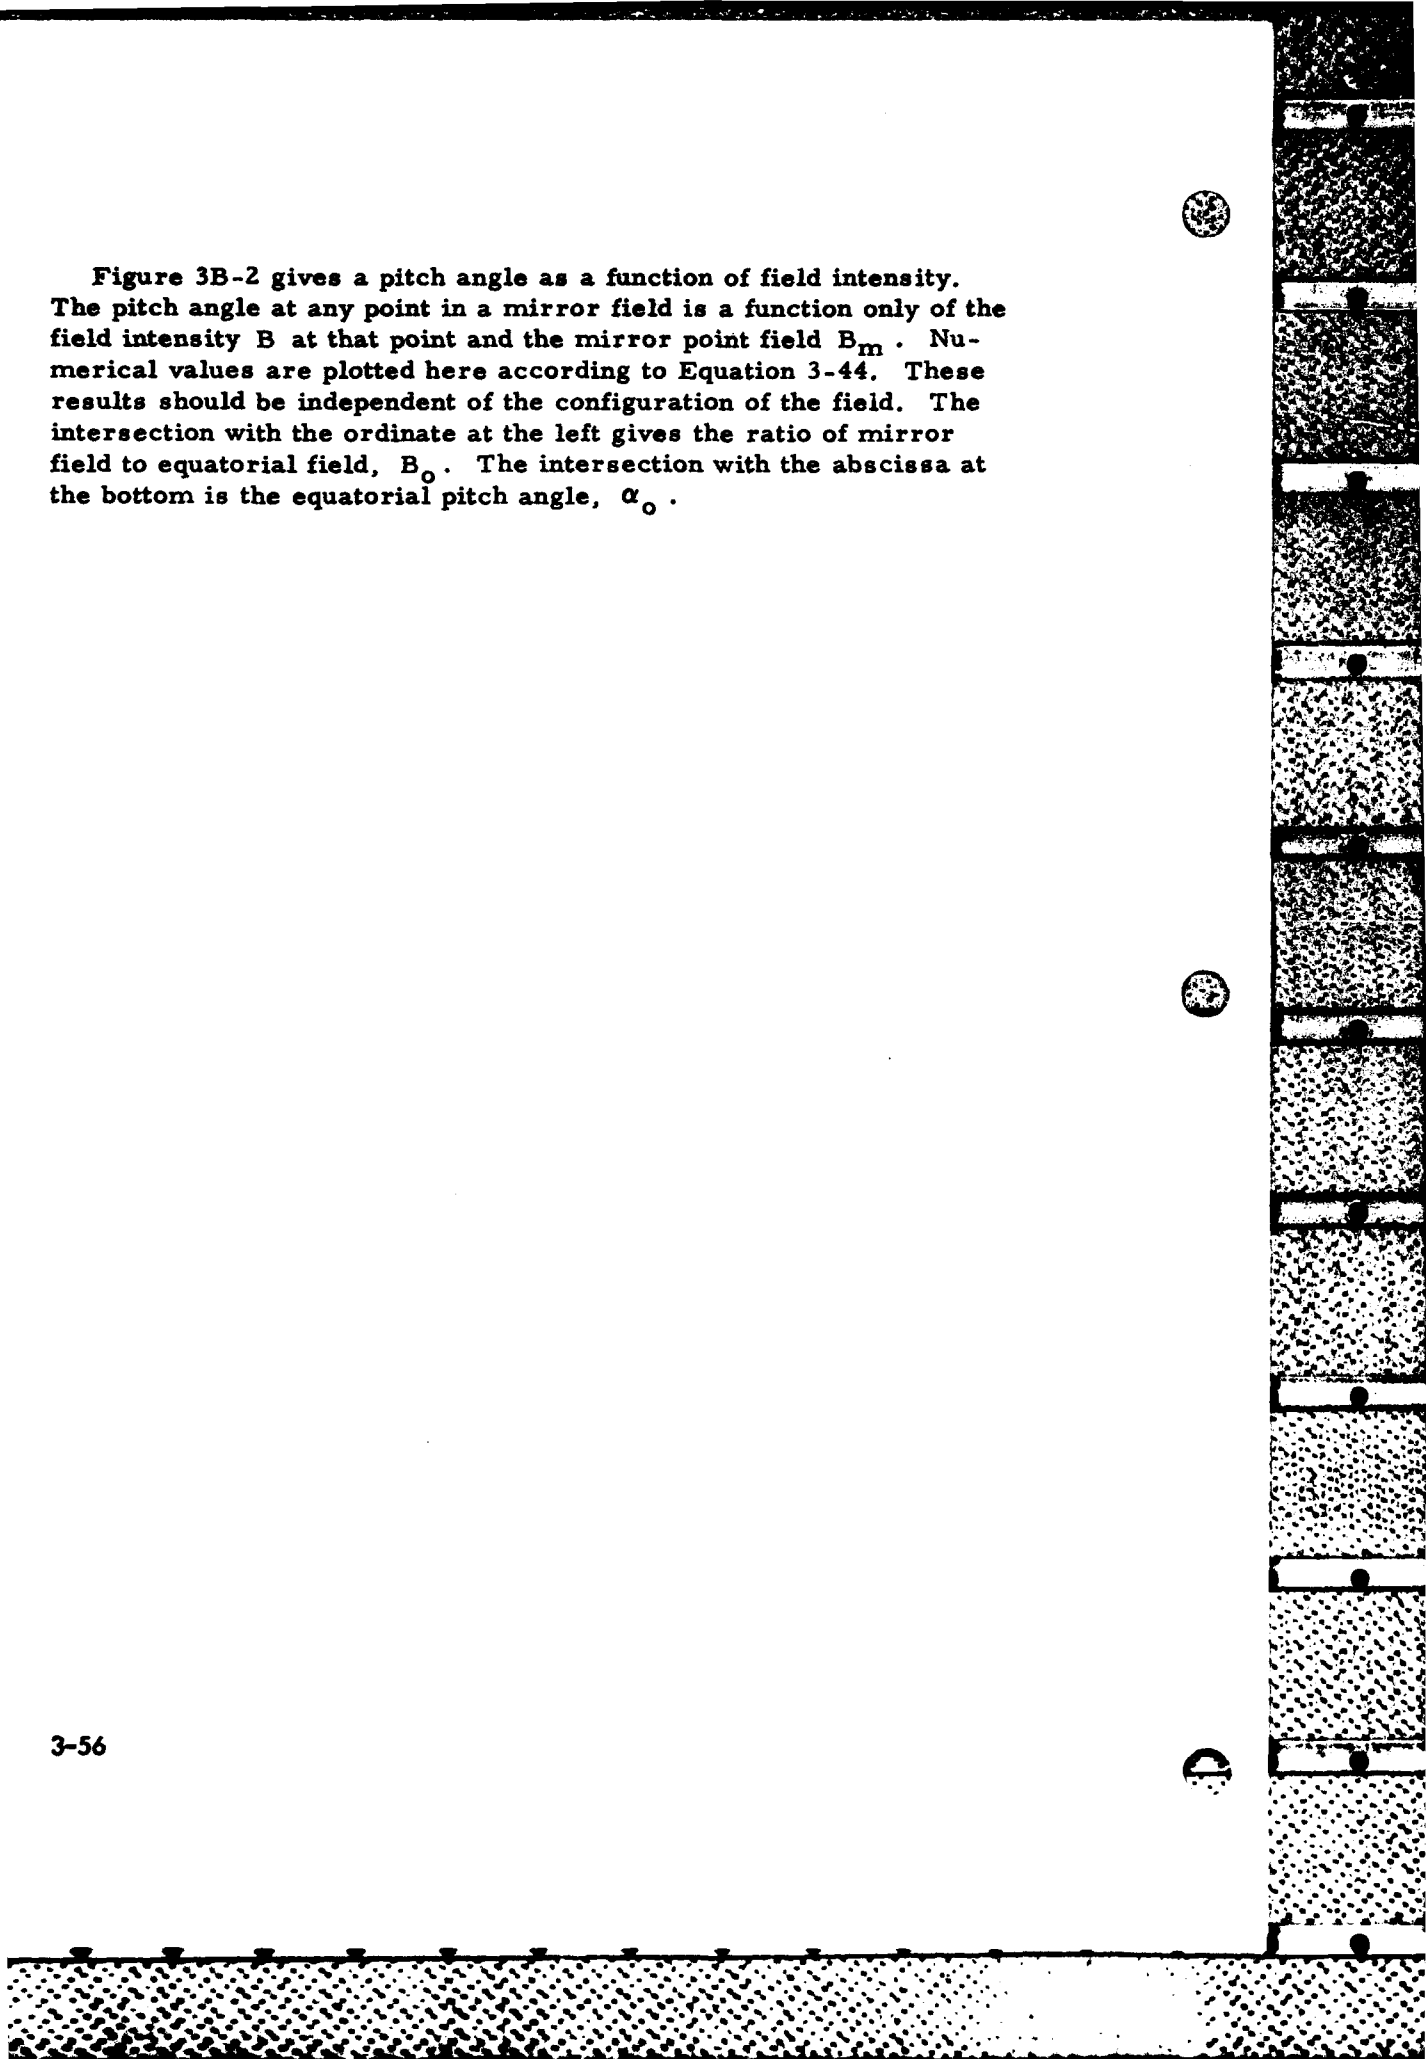 Figure 3B-2 gives a pitch angle as a function of field intensity.
The pitch angle at any point in a mirror field is a function only of the
field intensity B at that point and the mirror point field Bₘ . Nu-
merical values are plotted here according to Equation 3-44. These
results should be independent of the configuration of the field. The
intersection with the ordinate at the left gives the ratio of mirror
field to equatorial field, Bₒ . The intersection with the abscissa at
the bottom is the equatorial pitch angle, αₒ .
3-56